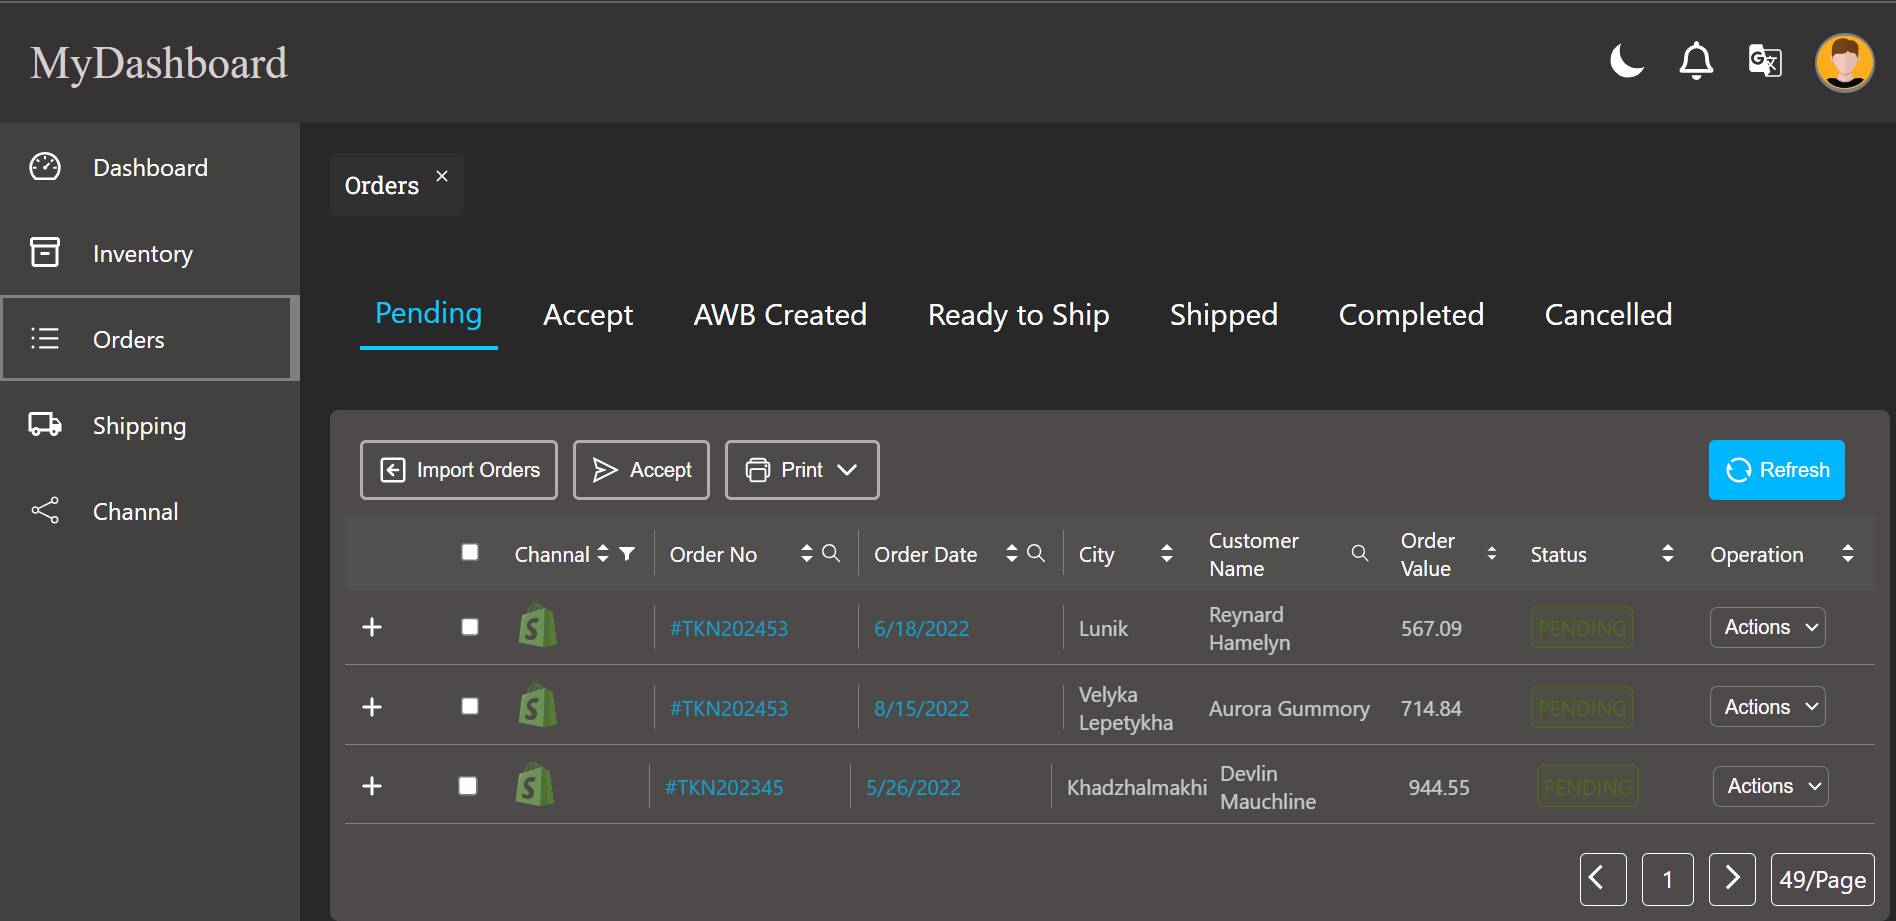 MyDashboard
Dashboard
Inventory
Orders
Shipping
Channal
Orders ×
Pending Accept AWB Created Ready to Ship Shipped Completed Cancelled
Import Orders Accept Print Refresh
Channal Order No Order Date City Customer Name Order Value Status Operation
#TKN202453 6/18/2022 Lunik Reynard Hamelyn 567.09 PENDING Actions
#TKN202453 8/15/2022 Velyka Lepetykha Aurora Gummory 714.84 PENDING Actions
#TKN202345 5/26/2022 Khadzhalmakhi Devlin Mauchline 944.55 PENDING Actions
1 49/Page